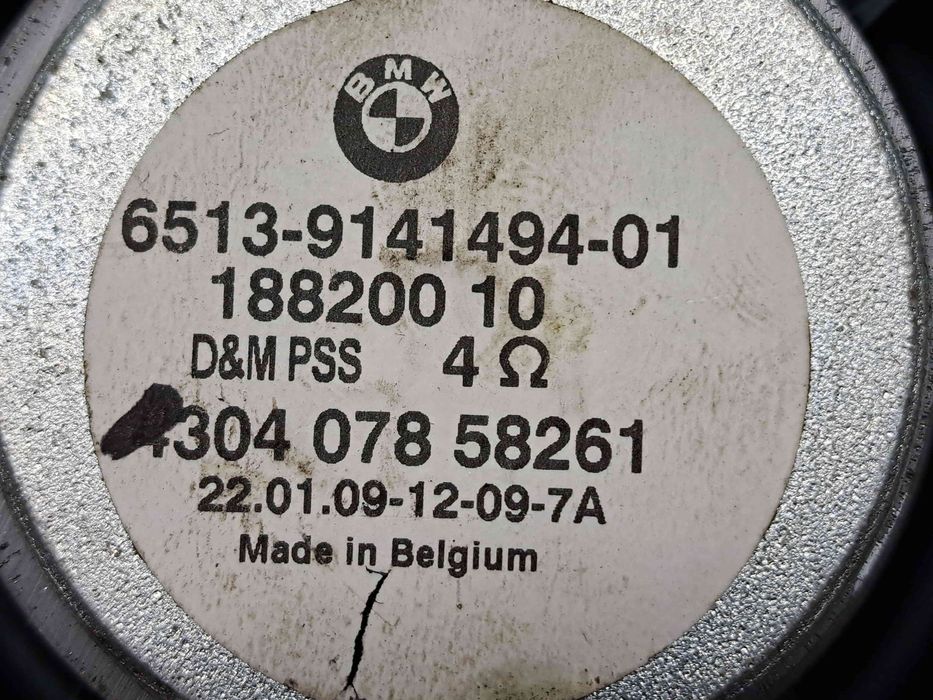 BMW
6513-9141494-01
188200 10
D&M PSS 4 Ω
4304 078 58261
22.01.09-12-09-7A
Made in Belgium